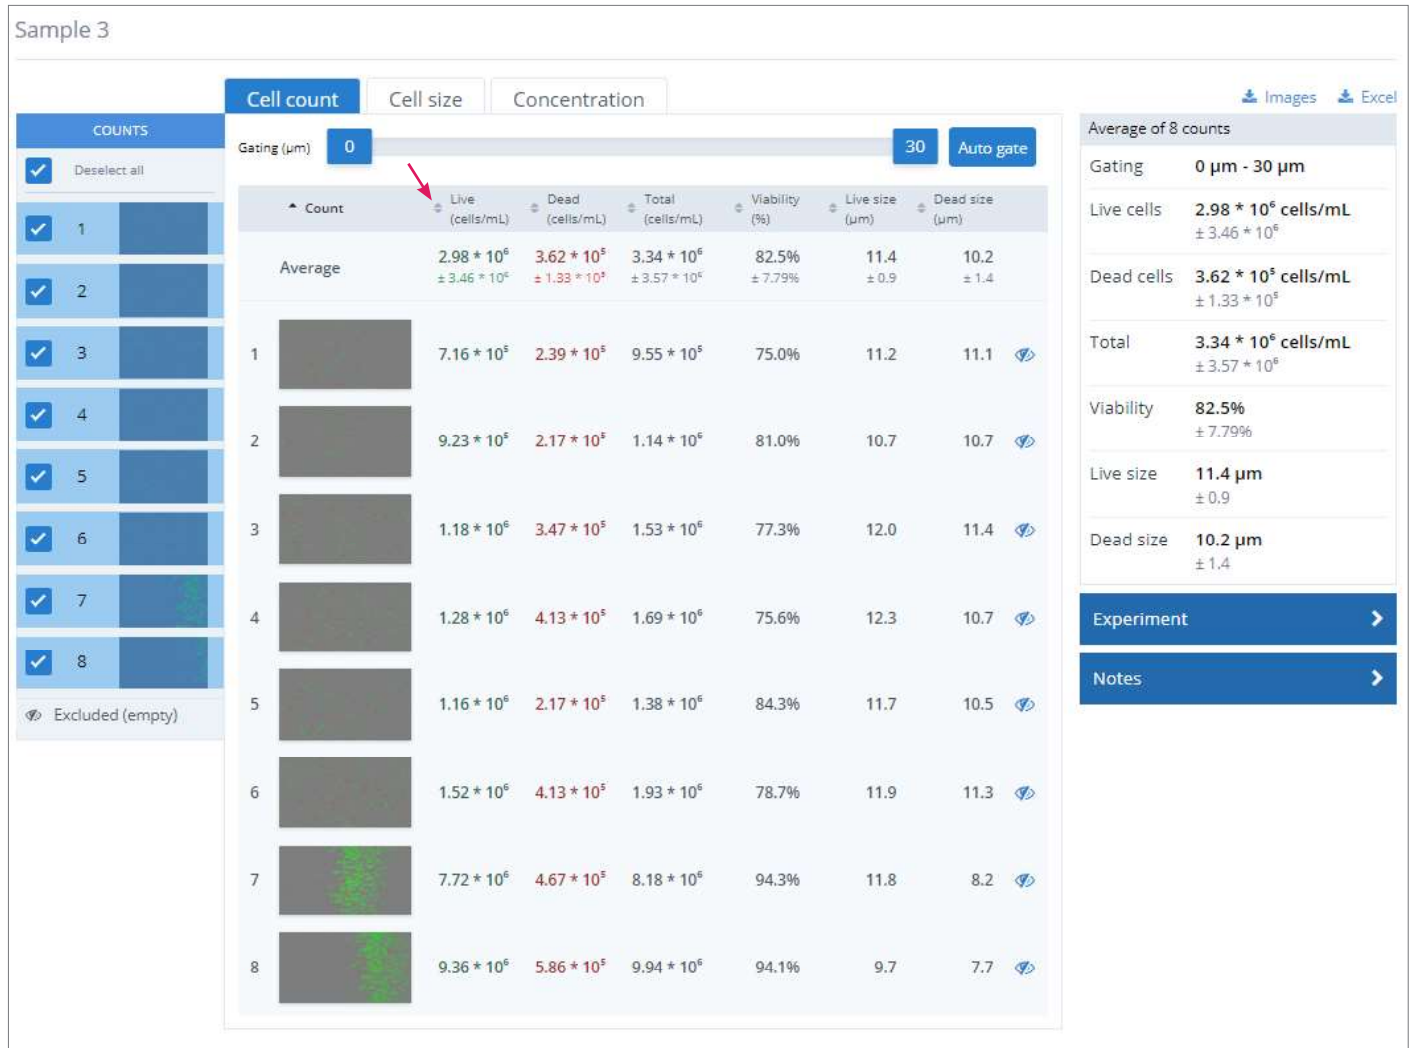 Sample 3
Cell count Cell size Concentration
Images Excel
COUNTS
Deselect all
1
2
3
4
5
6
7
8
Excluded (empty)
Gating (μm) 0 30 Auto gate
Count Live (cells/mL) Dead (cells/mL) Total (cells/mL) Viability (%) Live size (μm) Dead size (μm)
Average 2.98 * 10⁶ 3.62 * 10⁵ 3.34 * 10⁶ 82.5% 11.4 10.2
± 3.46 * 10⁶ ± 1.33 * 10⁵ ± 3.57 * 10⁶ ± 7.79% ± 0.9 ± 1.4
1 7.16 * 10⁵ 2.39 * 10⁵ 9.55 * 10⁵ 75.0% 11.2 11.1
2 9.23 * 10⁵ 2.17 * 10⁵ 1.14 * 10⁶ 81.0% 10.7 10.7
3 1.18 * 10⁶ 3.47 * 10⁵ 1.53 * 10⁶ 77.3% 12.0 11.4
4 1.28 * 10⁶ 4.13 * 10⁵ 1.69 * 10⁶ 75.6% 12.3 10.7
5 1.16 * 10⁶ 2.17 * 10⁵ 1.38 * 10⁶ 84.3% 11.7 10.5
6 1.52 * 10⁶ 4.13 * 10⁵ 1.93 * 10⁶ 78.7% 11.9 11.3
7 7.72 * 10⁶ 4.67 * 10⁵ 8.18 * 10⁶ 94.3% 11.8 8.2
8 9.36 * 10⁶ 5.86 * 10⁵ 9.94 * 10⁶ 94.1% 9.7 7.7
Average of 8 counts
Gating 0 μm - 30 μm
Live cells 2.98 * 10⁶ cells/mL
± 3.46 * 10⁶
Dead cells 3.62 * 10⁵ cells/mL
± 1.33 * 10⁵
Total 3.34 * 10⁶ cells/mL
± 3.57 * 10⁶
Viability 82.5%
± 7.79%
Live size 11.4 μm
± 0.9
Dead size 10.2 μm
± 1.4
Experiment
Notes